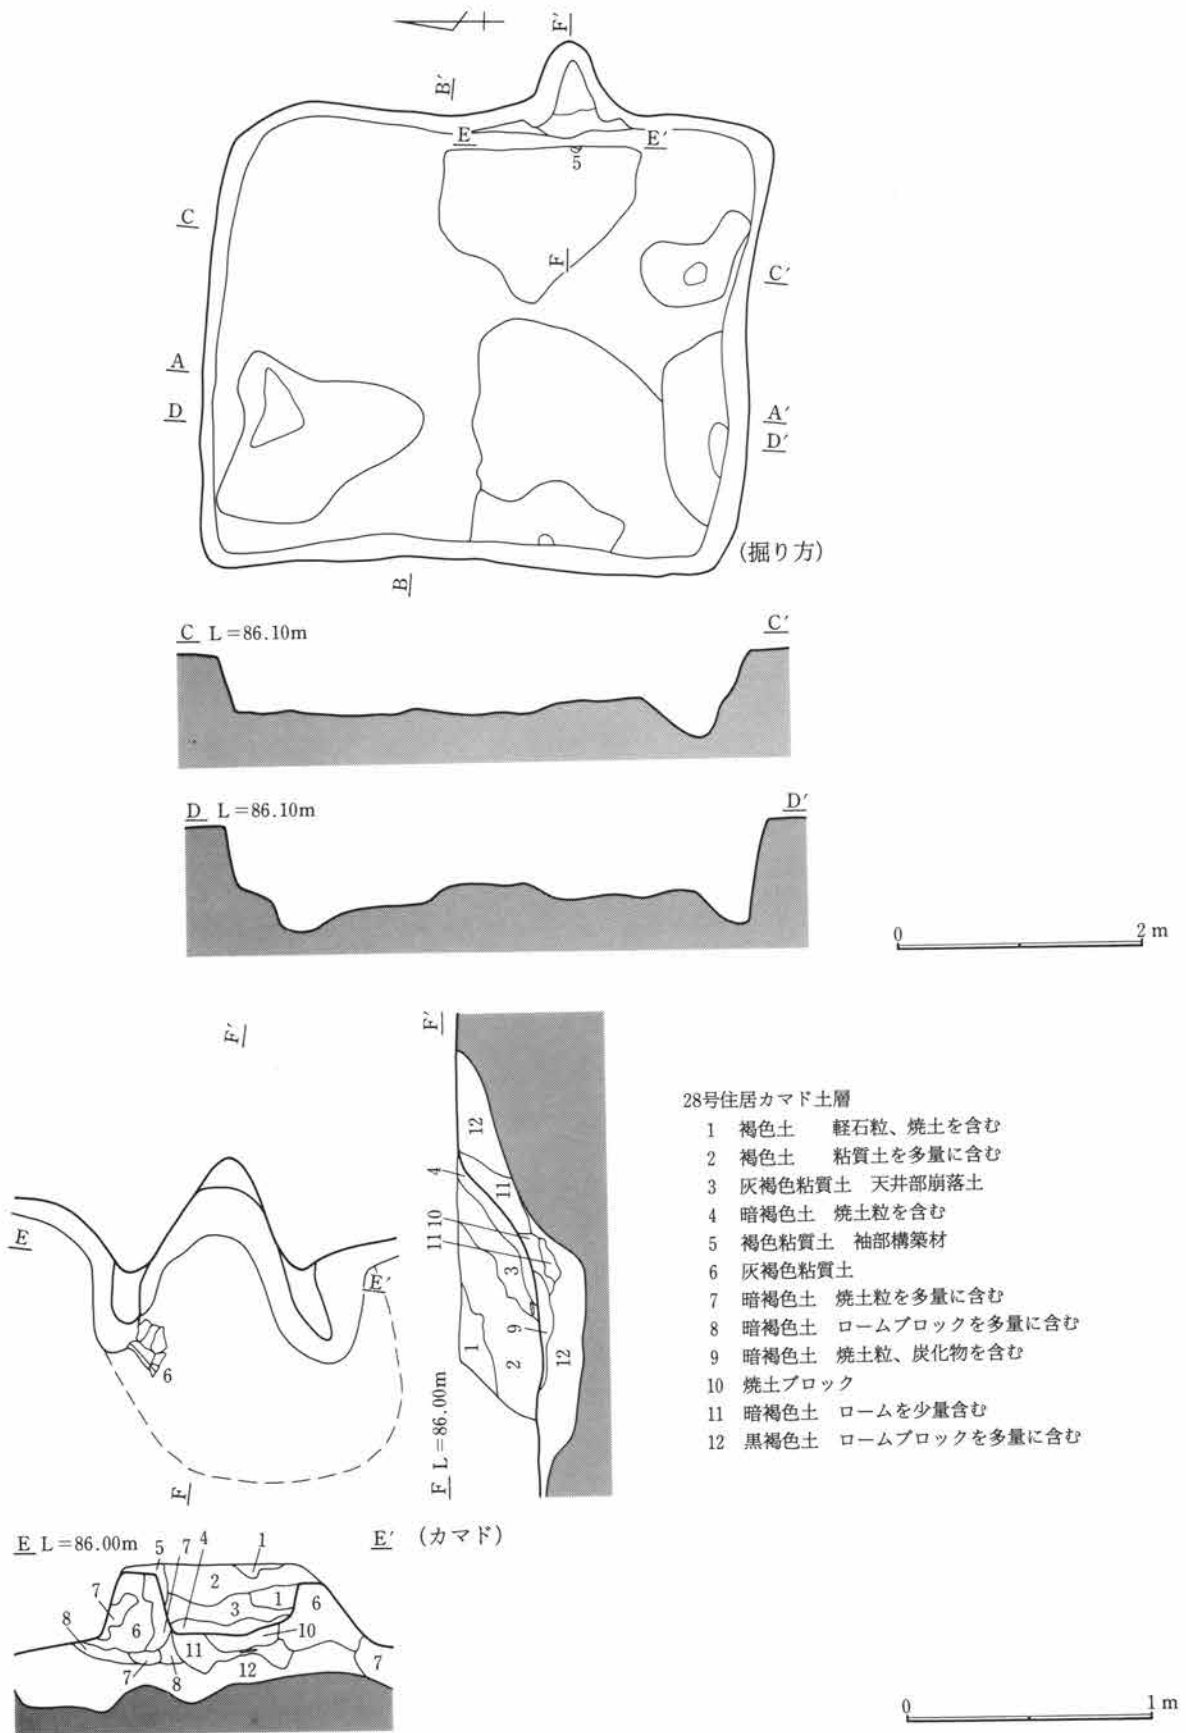 F′
B′
E E′
5
C
F
C′
A
D
A′
D′
(掘り方)
B
C L=86.10m C′
D L=86.10m D′
0 2 m
F′
F′
12
4
11
11 10
3
9
1
2
12
F L=86.00m
E
E′
6
F
28号住居カマド土層
1 褐色土 軽石粒、焼土を含む
2 褐色土 粘質土を多量に含む
3 灰褐色粘質土 天井部崩落土
4 暗褐色土 焼土粒を含む
5 褐色粘質土 袖部構築材
6 灰褐色粘質土
7 暗褐色土 焼土粒を多量に含む
8 暗褐色土 ロームブロックを多量に含む
9 暗褐色土 焼土粒、炭化物を含む
10 焼土ブロック
11 暗褐色土 ロームを少量含む
12 黒褐色土 ロームブロックを多量に含む
E L=86.00m E′ (カマド)
5 7 4 1
2
7
3 1 6
8 6 10
11
7 8 12 7
0 1 m